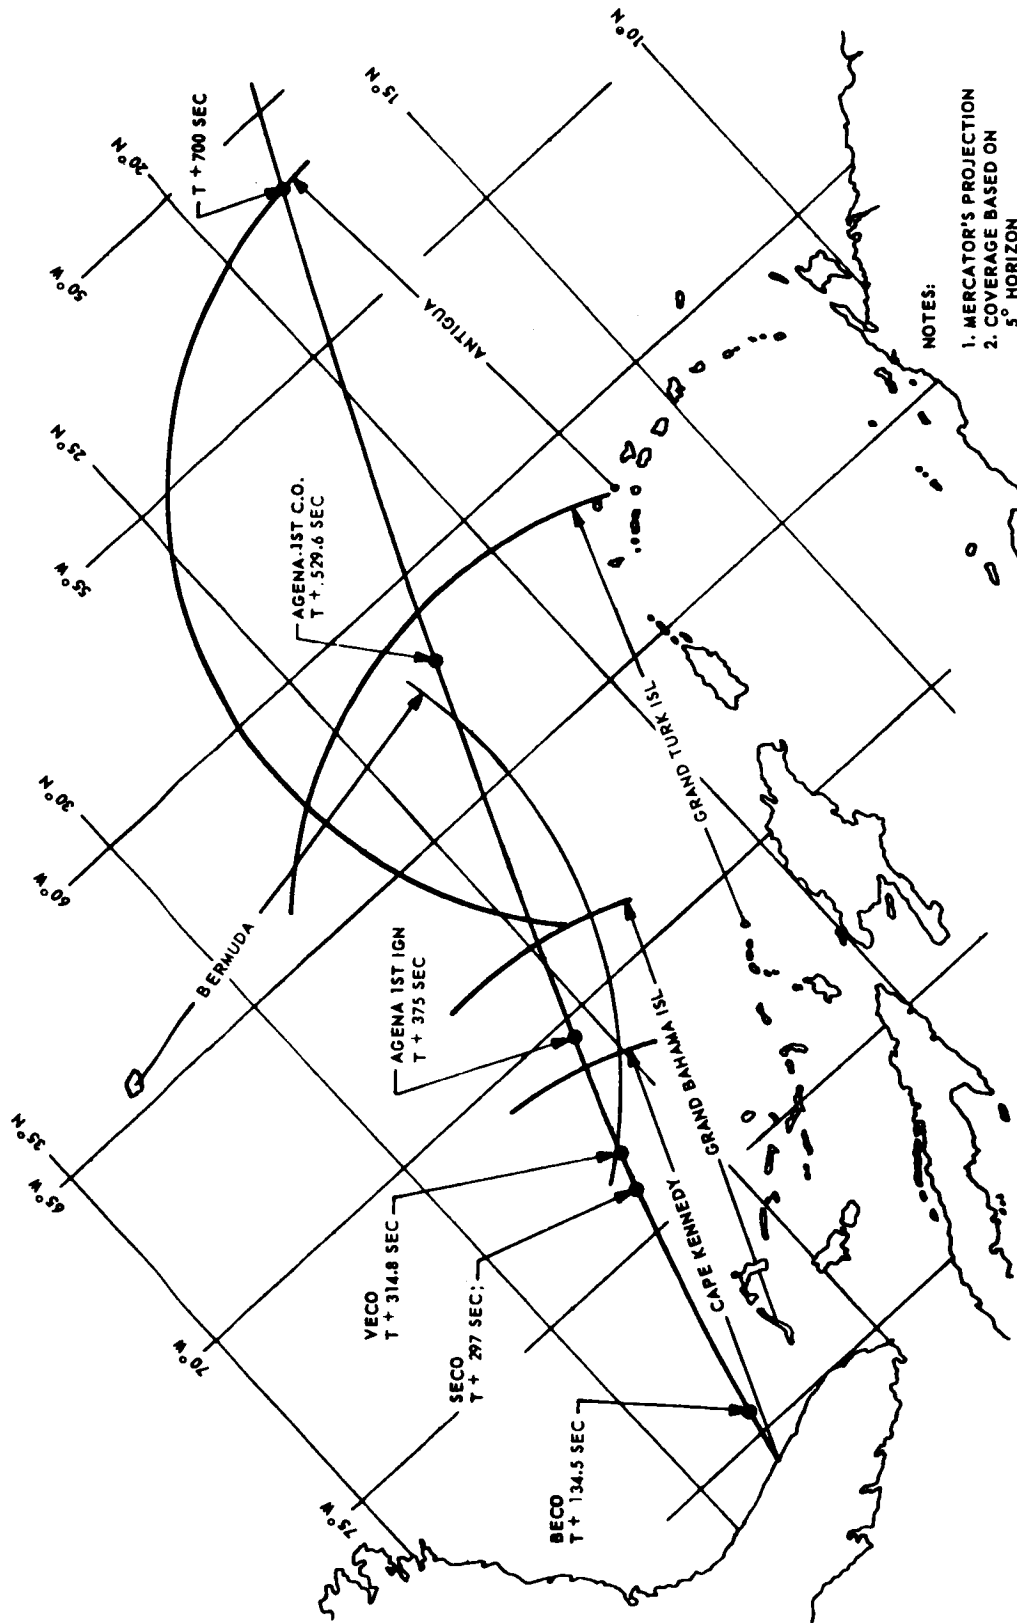 T + 700 SEC
50° W
20° N
15° N
10° N
55° W
25° N
AGENA.1ST C.O.
T + .529.6 SEC
ANTIGUA
60° W
30° N
BERMUDA
AGENA 1ST IGN
T + 375 SEC
GRAND TURK ISL
GRAND BAHAMA ISL
CAPE KENNEDY
65° W
35° N
VECO
T + 314.8 SEC
SECO
T + 297 SEC;
70° W
75° W
BECO
T + 134.5 SEC
NOTES:
1. MERCATOR'S PROJECTION
2. COVERAGE BASED ON
5° HORIZON